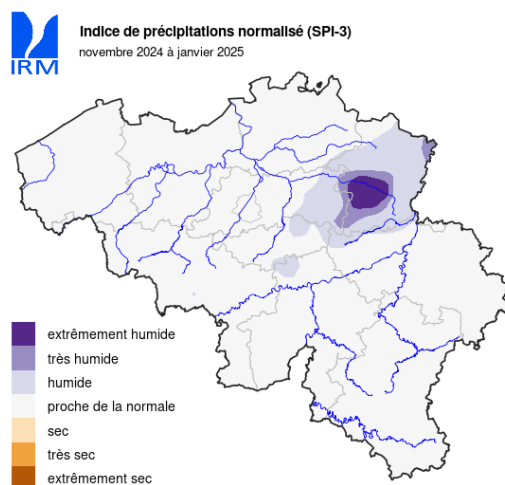 Indice de précipitations normalisé (SPI-3)
novembre 2024 à janvier 2025
IRM
extrêmement humide
très humide
humide
proche de la normale
sec
très sec
extrêmement sec